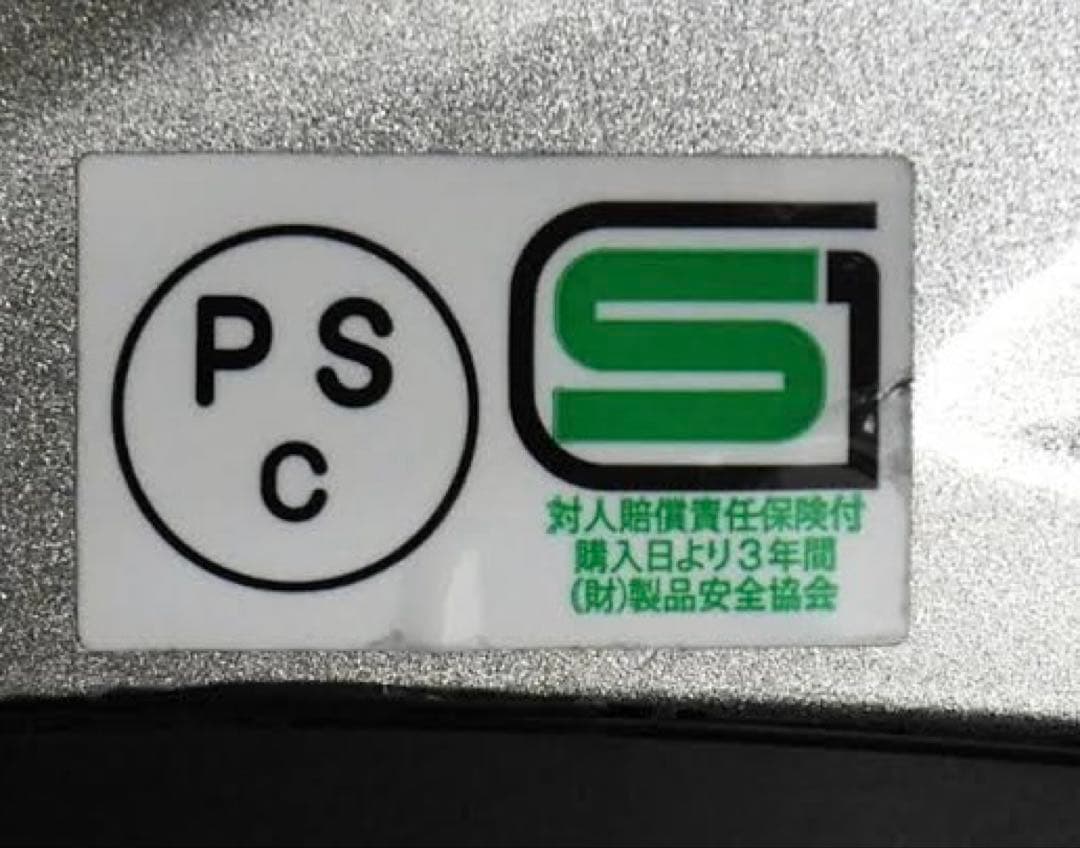 PS
C
SG
対人賠償責任保険付
購入日より3年間
(財)製品安全協会